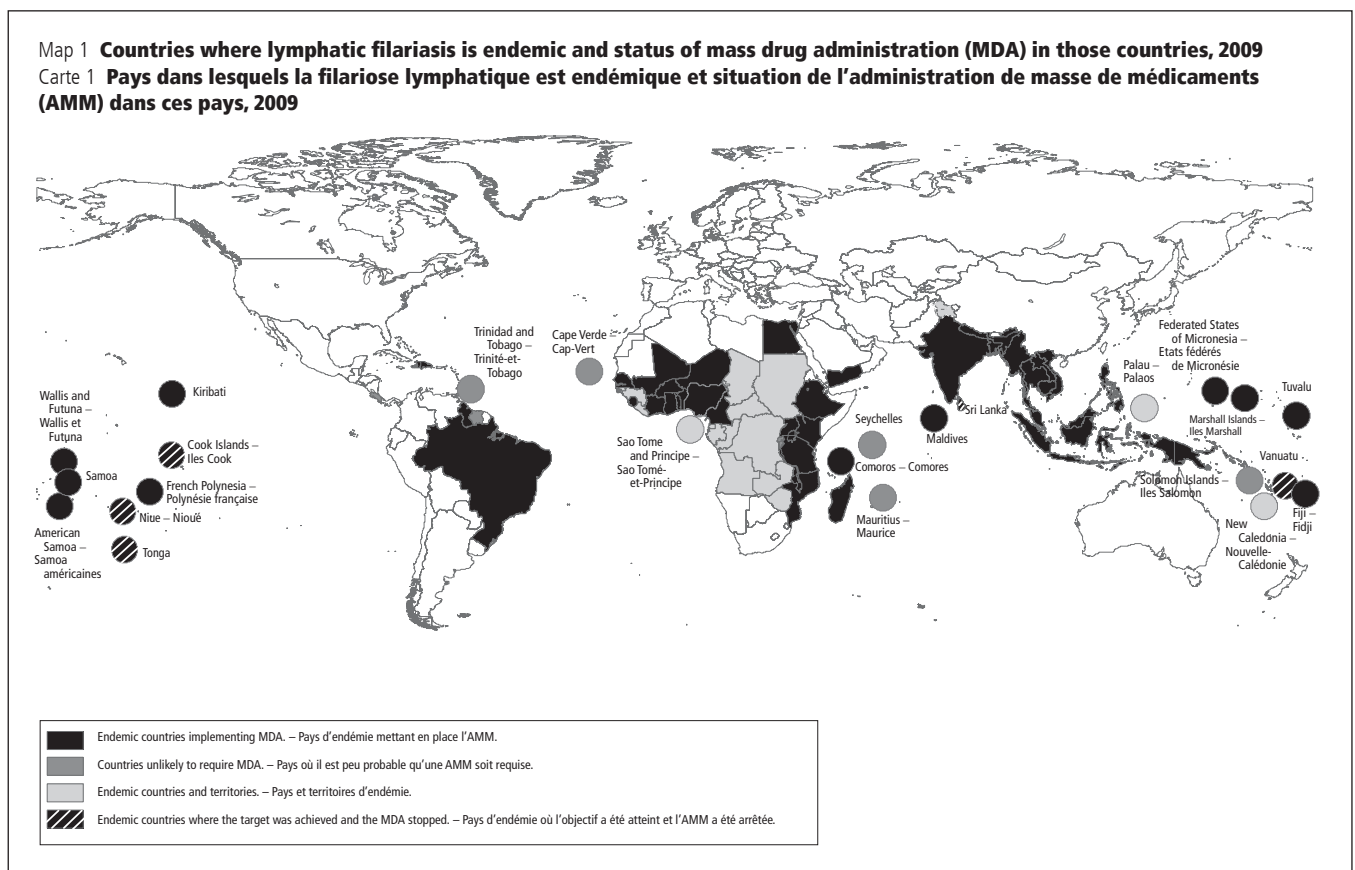 Map 1 Countries where lymphatic filariasis is endemic and status of mass drug administration (MDA) in those countries, 2009
Carte 1 Pays dans lesquels la filariose lymphatique est endémique et situation de l'administration de masse de médicaments
(AMM) dans ces pays, 2009
Trinidad and
Tobago –
Trinité-et-
Tobago
Cape Verde –
Cap-Vert
Federated States
of Micronesia –
Etats fédérés
de Micronésie
Palau –
Palaos
Tuvalu
Wallis and
Futuna –
Wallis et
Futuna
Kiribati
Seychelles
Sri Lanka
Maldives
Marshall Islands –
Iles Marshall
Cook Islands –
Iles Cook
Sao Tome
and Principe –
Sao Tomé-
et-Principe
Comoros – Comores
Vanuatu
Samoa
French Polynesia –
Polynésie française
Solomon Islands –
Iles Salomon
Niue – Nioué
Mauritius –
Maurice
Fiji –
Fidji
American
Samoa –
Samoa
américaines
Tonga
New
Caledonia –
Nouvelle-
Calédonie
Endemic countries implementing MDA. – Pays d'endémie mettant en place l'AMM.
Countries unlikely to require MDA. – Pays où il est peu probable qu'une AMM soit requise.
Endemic countries and territories. – Pays et territoires d'endémie.
Endemic countries where the target was achieved and the MDA stopped. – Pays d'endémie où l'objectif a été atteint et l'AMM a été arrêtée.